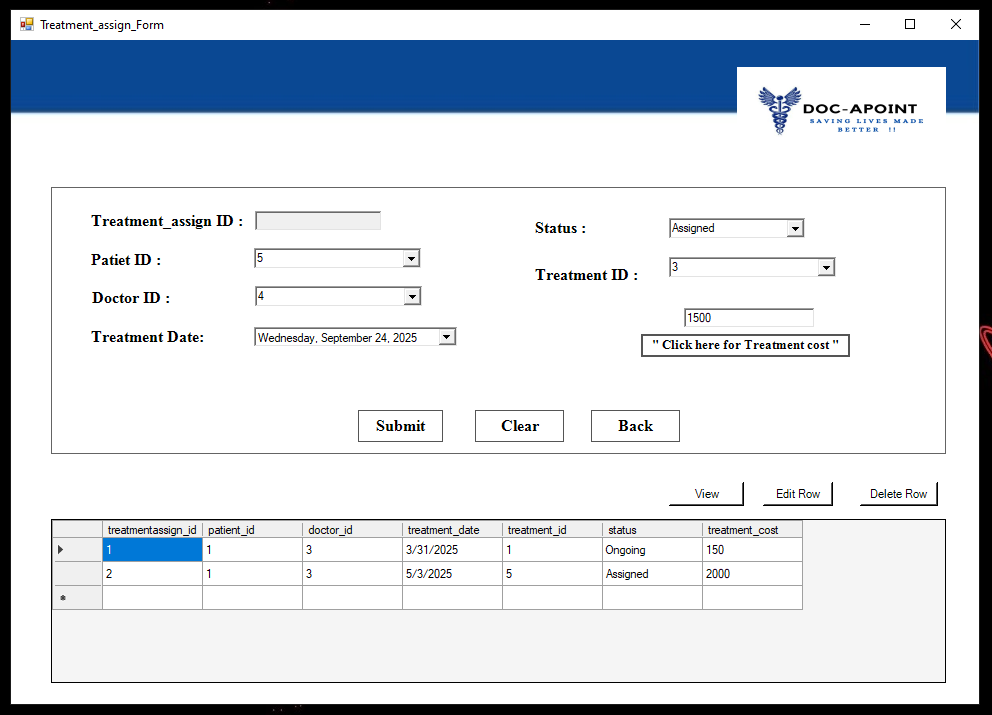 Treatment_assign_Form
DOC-APOINT
SAVING LIVES MADE
BETTER !!
Treatment_assign ID :
Patiet ID : 5
Doctor ID : 4
Treatment Date: Wednesday, September 24, 2025
Status : Assigned
Treatment ID : 3
1500
" Click here for Treatment cost "
Submit Clear Back
View Edit Row Delete Row
treatmentassign_id patient_id doctor_id treatment_date treatment_id status treatment_cost
1 1 3 3/31/2025 1 Ongoing 150
2 1 3 5/3/2025 5 Assigned 2000